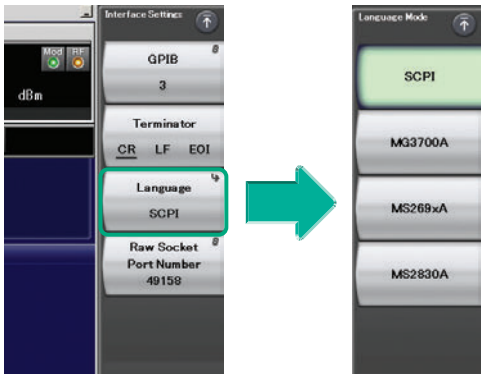 Interface Settings
Mod RF
dBm
GPIB
3
Terminator
CR LF EOI
Language
SCPI
Raw Socket
Port Number
49158
Language Mode
SCPI
MG3700A
MS269xA
MS2830A